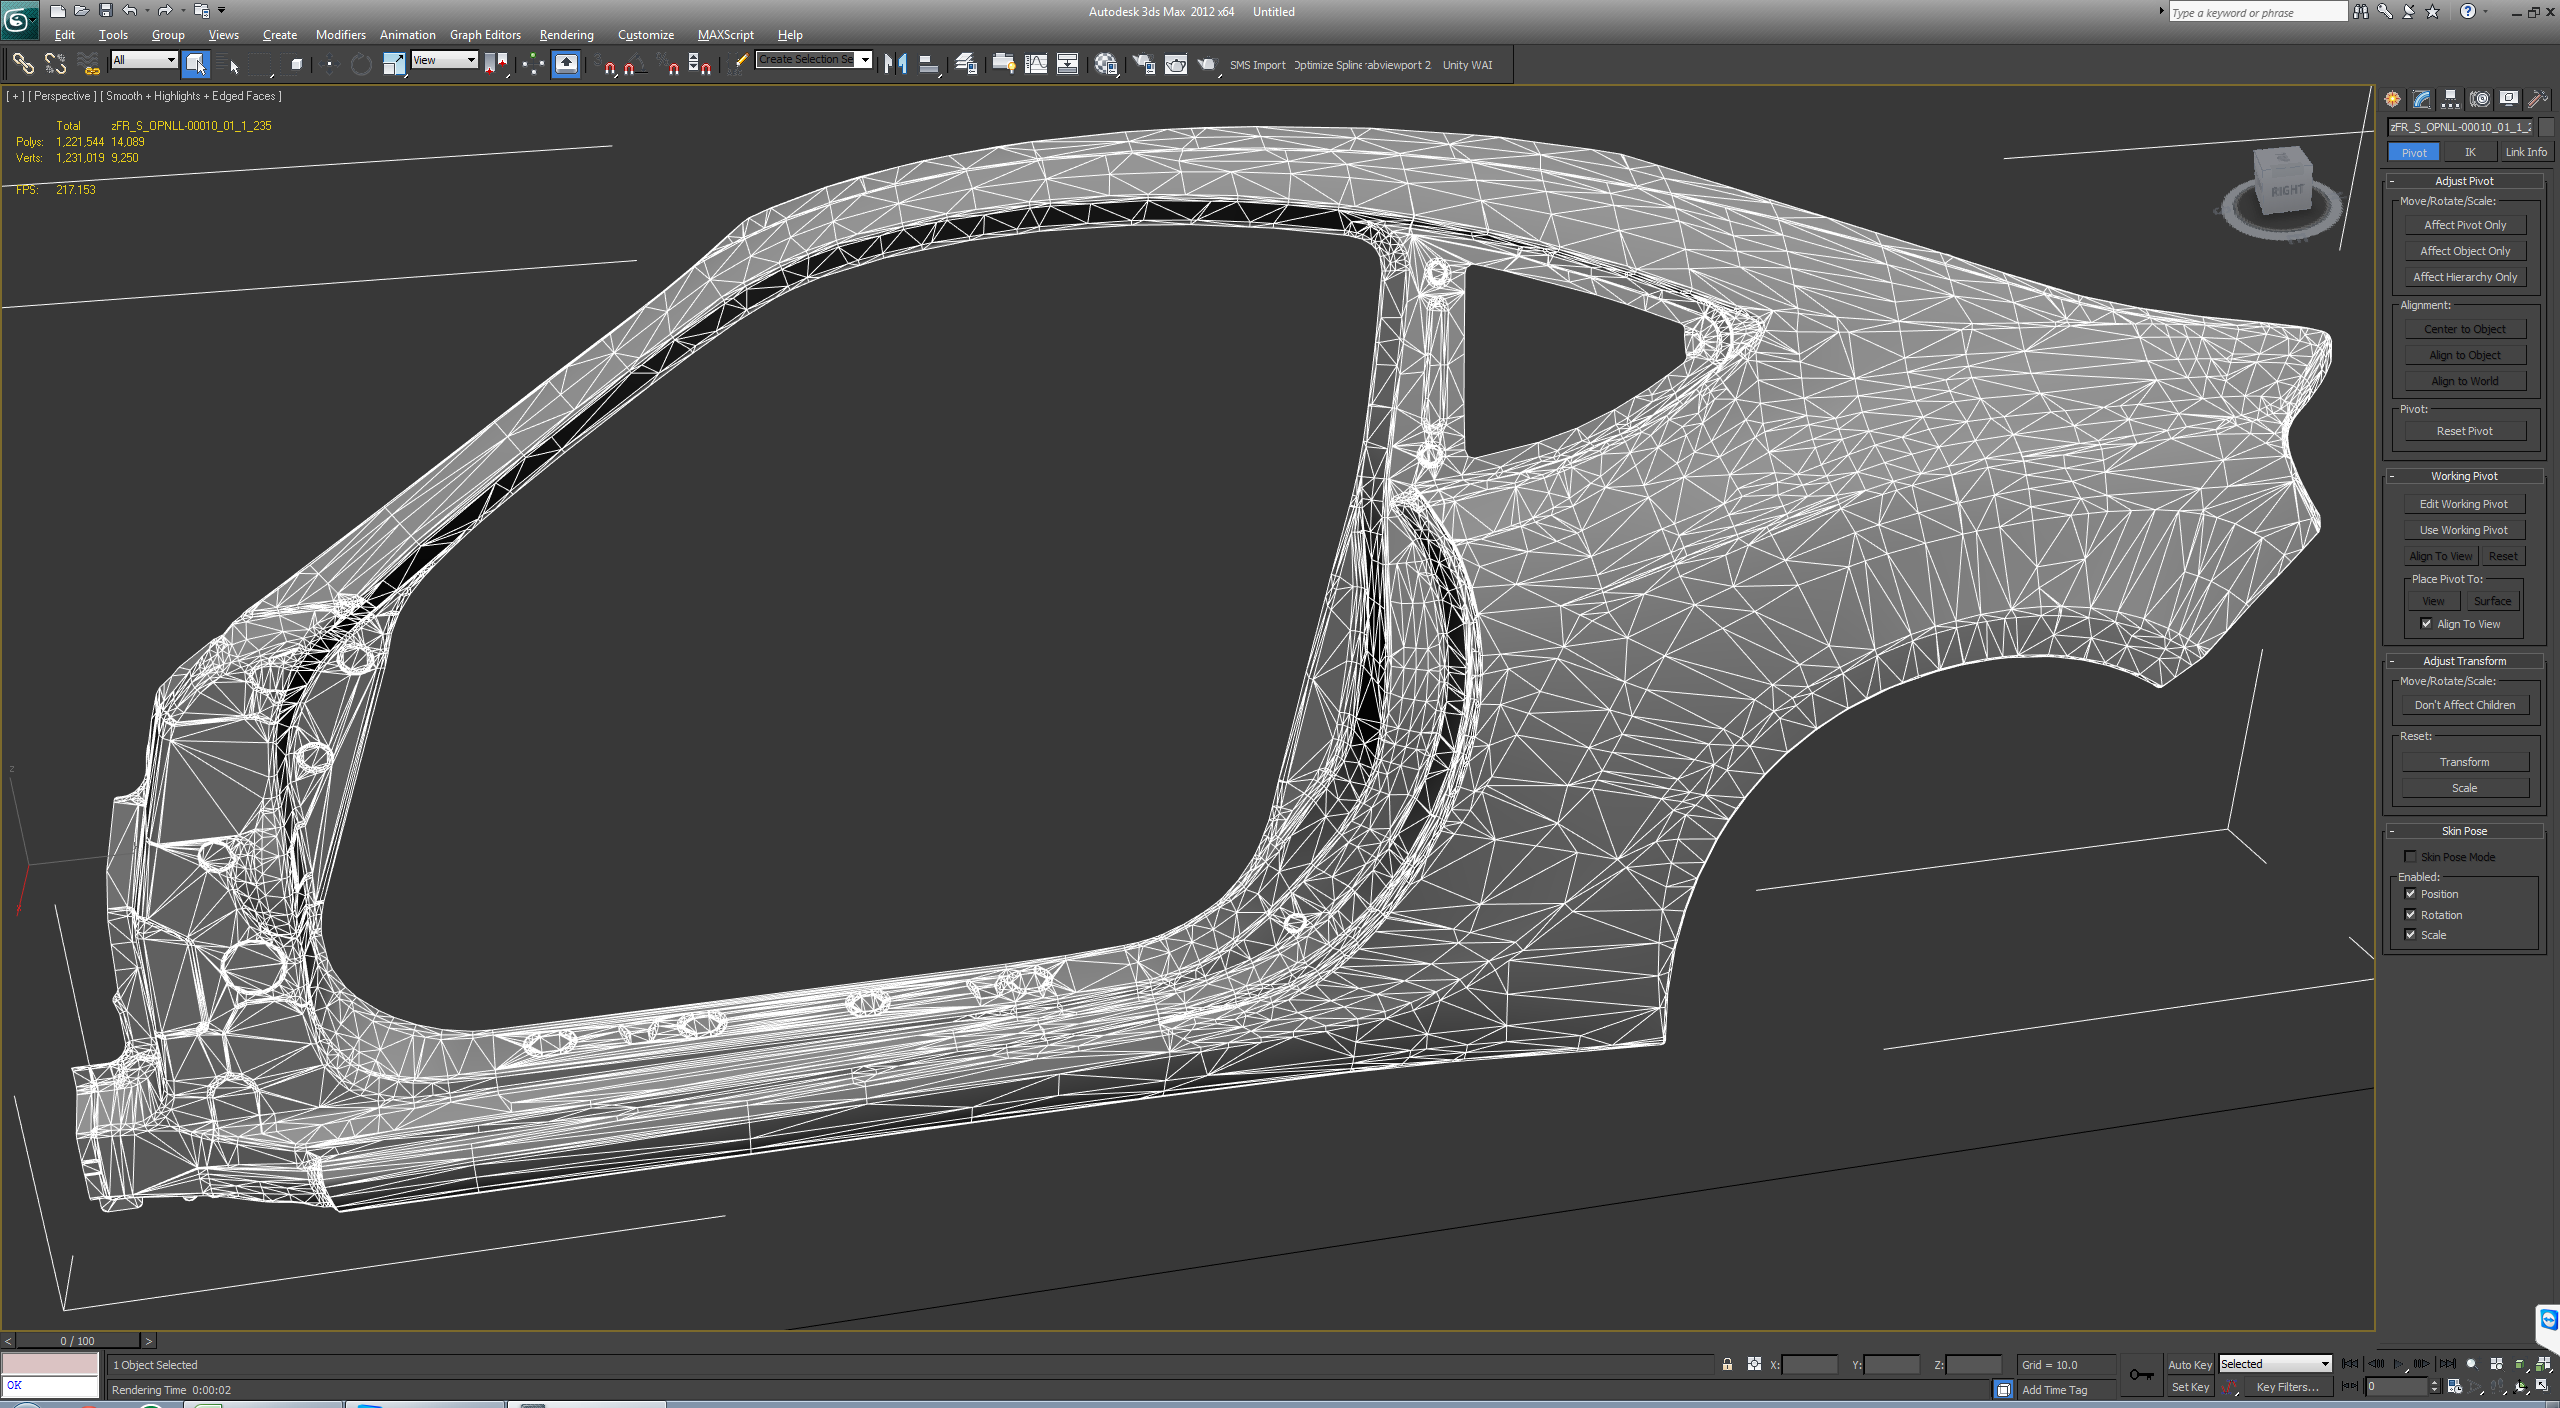 Autodesk 3ds Max 2012 x64 Untitled
Type a keyword or phrase
Edit Tools Group Views Create Modifiers Animation Graph Editors Rendering Customize MAXScript Help
All
View
Create Selection Se
SMS Import
Optimize Spline
rabviewport 2
Unity WAI
[ + ] [ Perspective ] [ Smooth + Highlights + Edged Faces ]
Total zFR_S_OPNLL-00010_01_1_235
Polys: 1,221,544 14,089
Verts: 1,231,019 9,250
FPS: 217.153
RIGHT
z
zFR_S_OPNLL-00010_01_1_2
Pivot IK Link Info
- Adjust Pivot
Move/Rotate/Scale:
Affect Pivot Only
Affect Object Only
Affect Hierarchy Only
Alignment:
Center to Object
Align to Object
Align to World
Pivot:
Reset Pivot
- Working Pivot
Edit Working Pivot
Use Working Pivot
Align To View Reset
Place Pivot To:
View Surface
Align To View
- Adjust Transform
Move/Rotate/Scale:
Don't Affect Children
Reset:
Transform
Scale
- Skin Pose
Skin Pose Mode
Enabled:
Position
Rotation
Scale
< 0 / 100 >
1 Object Selected
X: Y: Z: Grid = 10.0
Auto Key Selected
OK
Rendering Time 0:00:02
Add Time Tag
Set Key Key Filters...
0